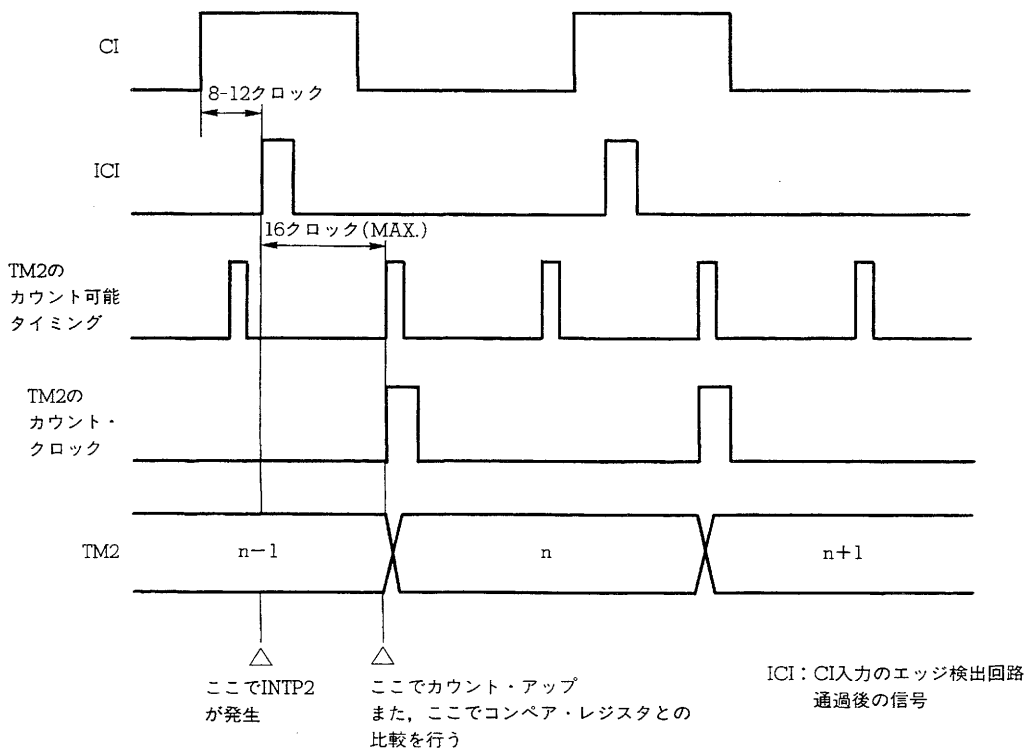 CI
8-12クロック
ICI
16クロック(MAX.)
TM2の
カウント可能
タイミング
TM2の
カウント・
クロック
TM2
n−1
n
n+1
ここでINTP2
が発生
ここでカウント・アップ
また，ここでコンペア・レジスタとの
比較を行う
ICI：CI入力のエッジ検出回路
通過後の信号